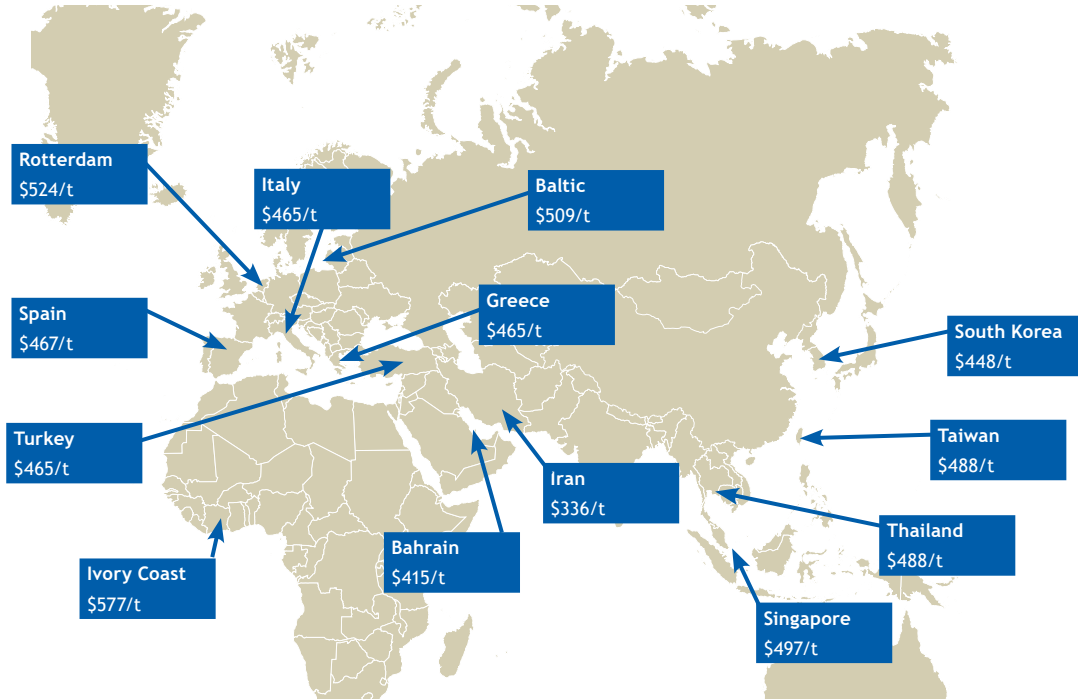 Rotterdam
$524/t
Italy
$465/t
Baltic
$509/t
Spain
$467/t
Greece
$465/t
South Korea
$448/t
Turkey
$465/t
Taiwan
$488/t
Iran
$336/t
Thailand
$488/t
Bahrain
$415/t
Ivory Coast
$577/t
Singapore
$497/t